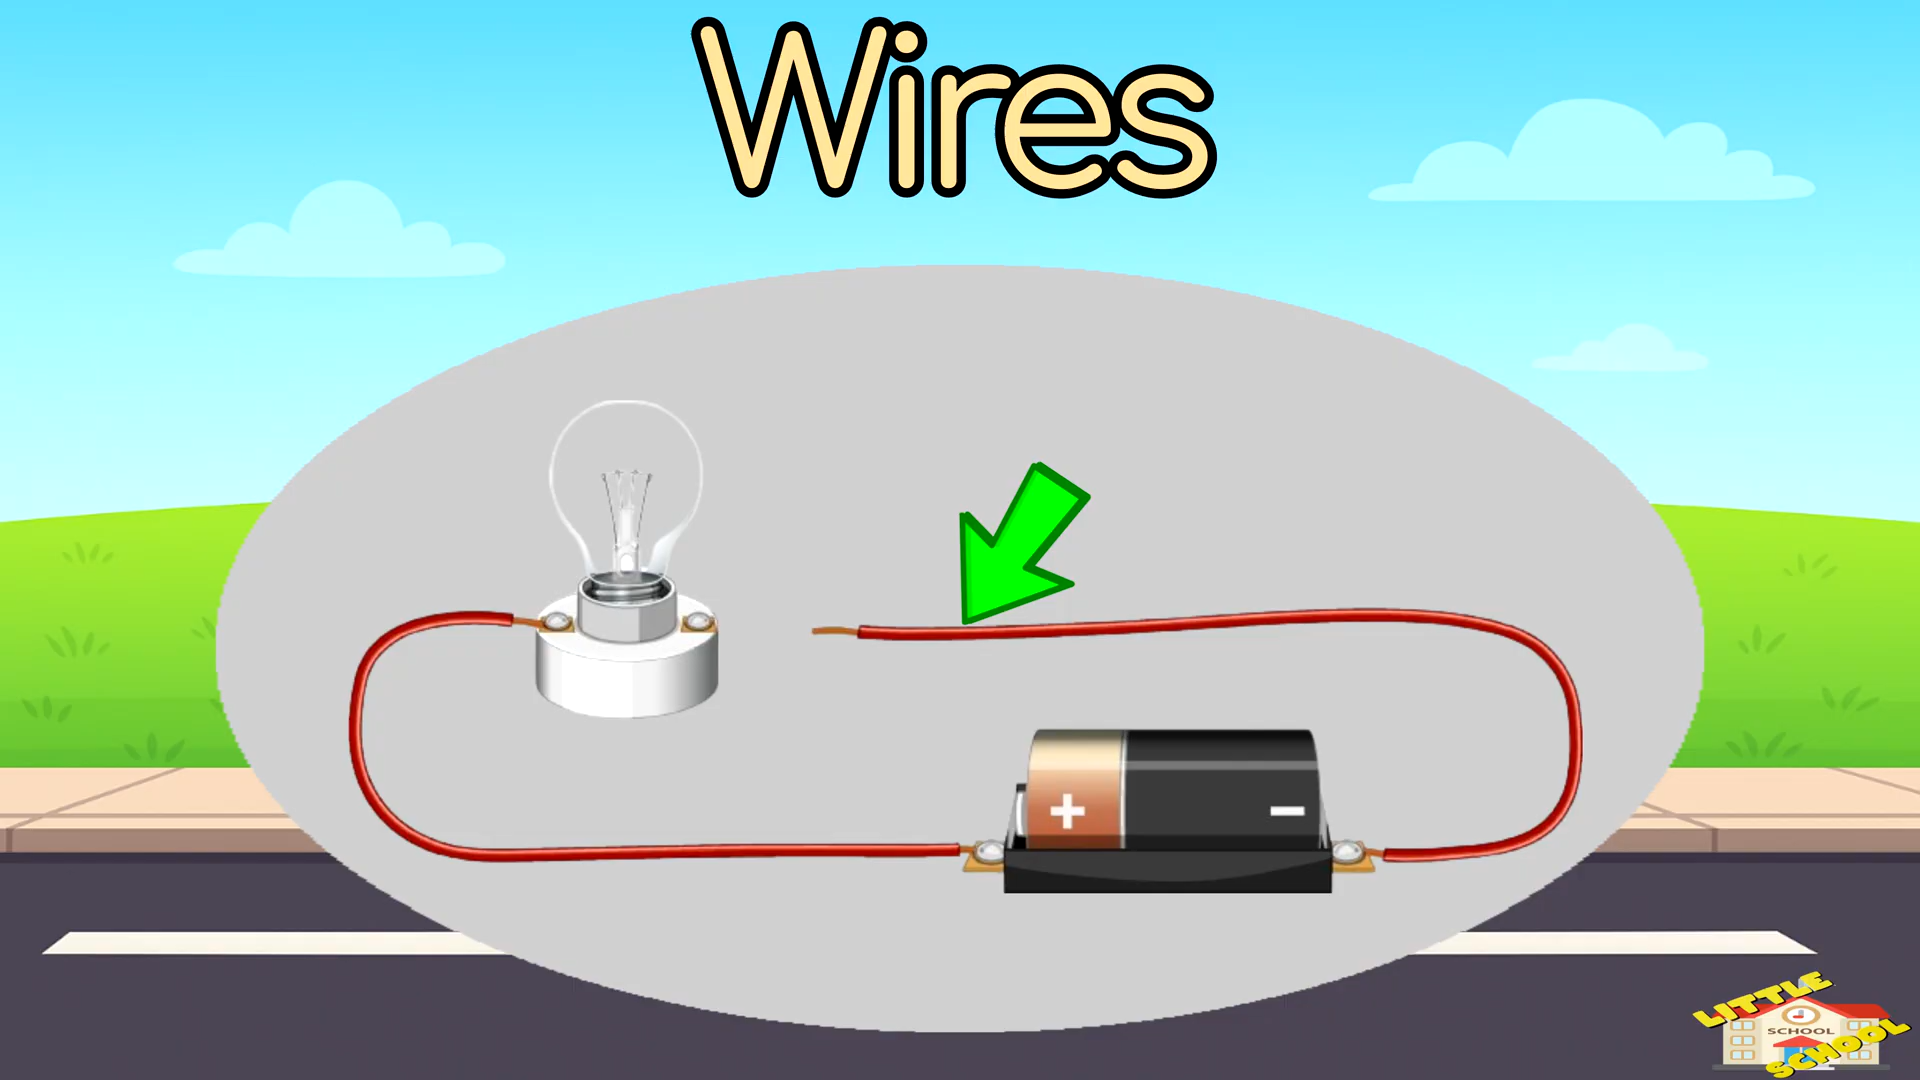 Wires
+
−
LITTLE
SCHOOL
SCHOOL